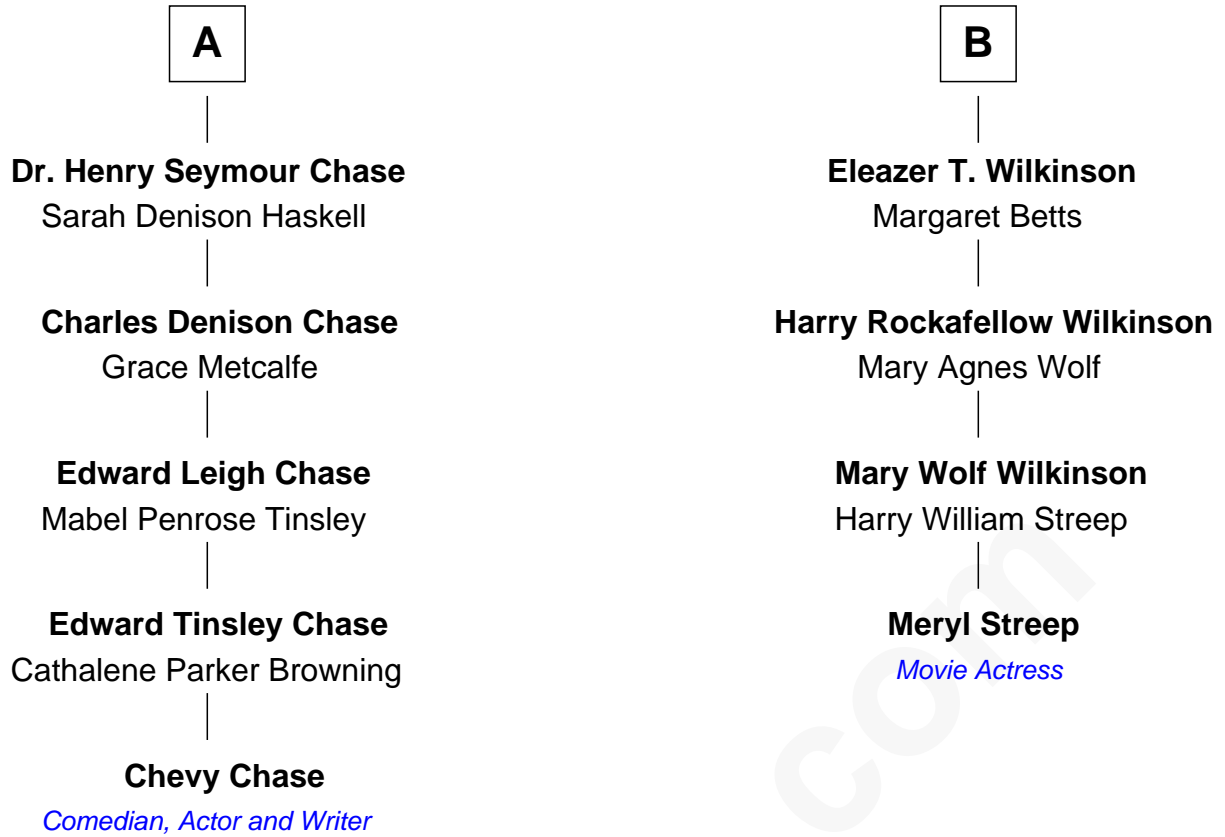 A
Dr. Henry Seymour Chase
Sarah Denison Haskell
Charles Denison Chase
Grace Metcalfe
Edward Leigh Chase
Mabel Penrose Tinsley
Edward Tinsley Chase
Cathalene Parker Browning
Chevy Chase
Comedian, Actor and Writer
B
Eleazer T. Wilkinson
Margaret Betts
Harry Rockafellow Wilkinson
Mary Agnes Wolf
Mary Wolf Wilkinson
Harry William Streep
Meryl Streep
Movie Actress
com